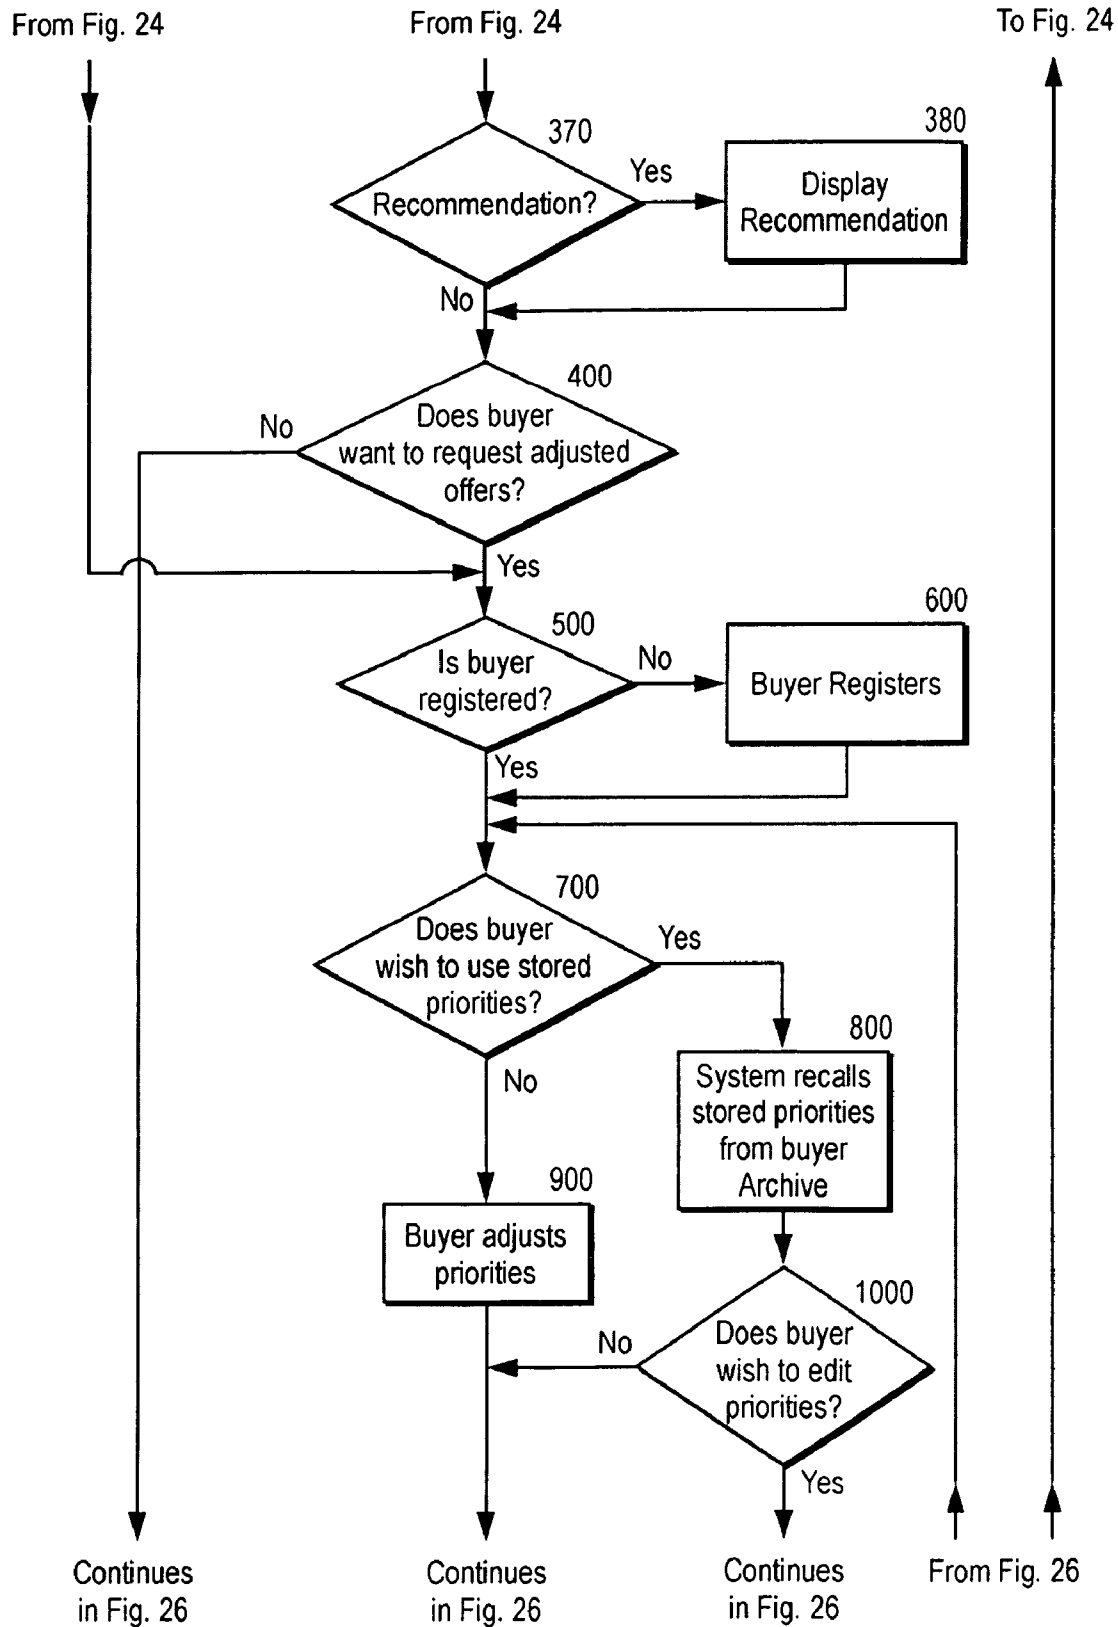 From Fig. 24
From Fig. 24
To Fig. 24
370
380
Recommendation?
Yes
Display
Recommendation
No
400
Does buyer
want to request adjusted
offers?
No
Yes
500
600
Is buyer
registered?
No
Buyer Registers
Yes
700
Does buyer
wish to use stored
priorities?
Yes
800
System recalls
stored priorities
from buyer
Archive
No
900
Buyer adjusts
priorities
1000
Does buyer
wish to edit
priorities?
No
Yes
Continues
in Fig. 26
Continues
in Fig. 26
Continues
in Fig. 26
From Fig. 26